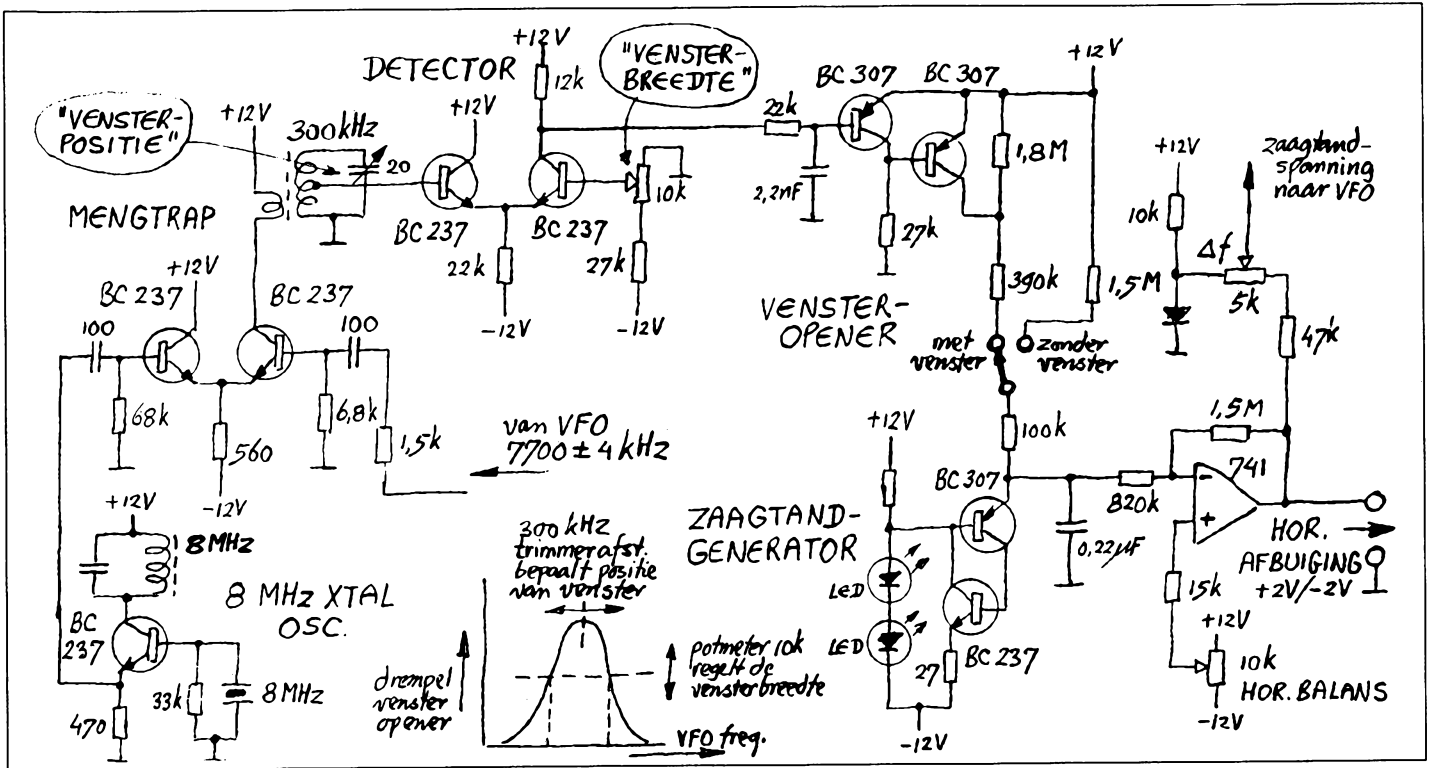 +12V
DETECTOR
12k
"VENSTER-
BREEDTE"
BC 307
BC 307
+12V
"VENSTER-
POSITIE"
+12V
300kHz
+12V
20
22k
1,8M
+12V
zaagtand-
spanning
naar VFO
MENGTRAP
10k
2,2nF
10k
BC 237
BC 237
27k
Δf
+12V
22k
27k
390k
1,5M
5k
BC 237
BC 237
-12V
-12V
VENSTER-
OPENER
47k
100
100
met
venster
zonder
venster
68k
6,8k
1,5k
van VFO
7700 ± 4 kHz
+12V
100k
1,5M
560
741
-12V
BC 307
820k
+12V
ZAAGTAND-
GENERATOR
-
+
HOR.
AFBUIGING
+2V/-2V
8MHz
300 kHz
trimmerafst.
bepaalt positie
van venster
0,22µF
LED
15k
8 MHz XTAL
OSC.
+12V
BC
237
LED
BC 237
10k
HOR. BALANS
33k
8MHz
drempel
venster
opener
potmeter 10k
regelt de
vensterbreedte
27
-12V
470
VFO freq.
-12V